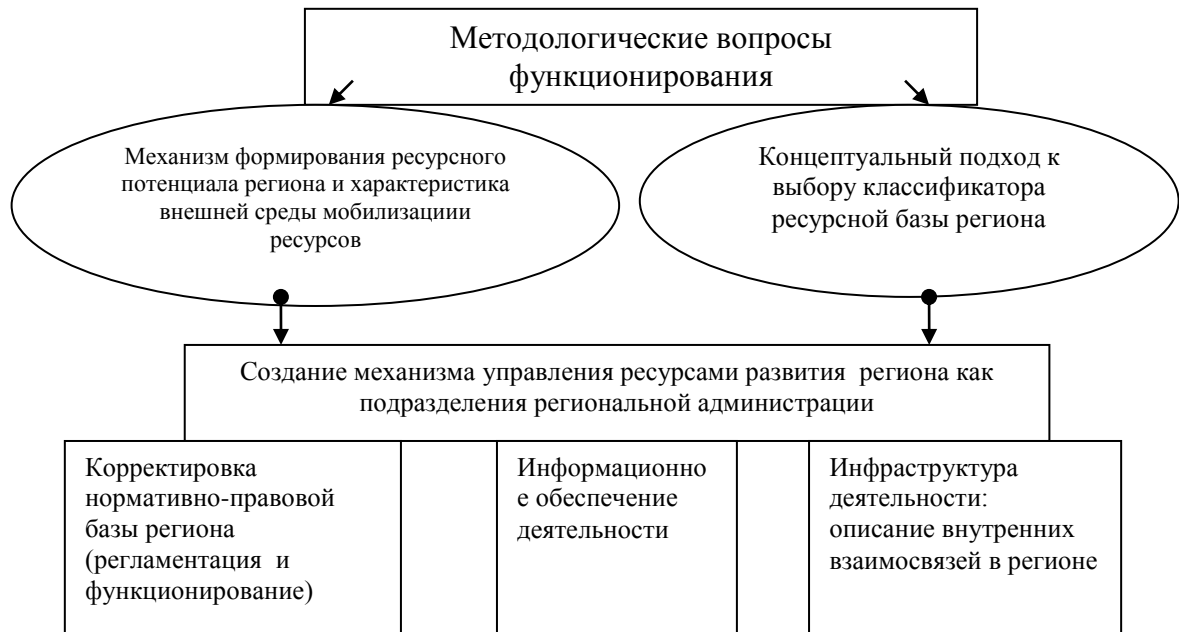 Методологические вопросы
функционирования
Механизм формирования ресурсного
потенциала региона и характеристика
внешней среды мобилизациии
ресурсов
Концептуальный подход к
выбору классификатора
ресурсной базы региона
Создание механизма управления ресурсами развития  региона как
подразделения региональной администрации
Корректировка
нормативно-правовой
базы региона
(регламентация  и
функционирование)
Информационно
е обеспечение
деятельности
Инфраструктура
деятельности:
описание внутренних
взаимосвязей в регионе